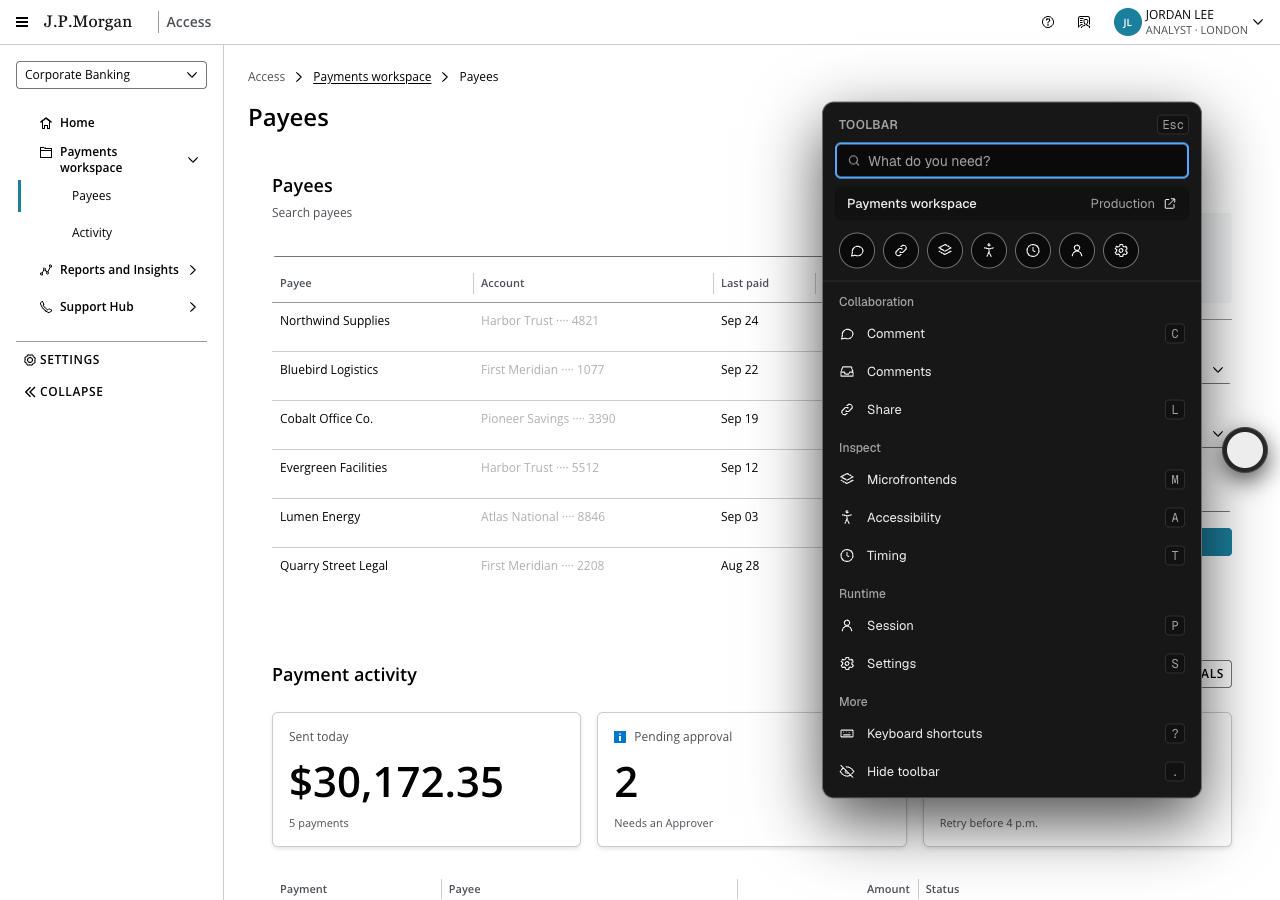 J.P.Morgan
Access
JL
JORDAN LEE
ANALYST · LONDON
Corporate Banking
Home
Payments workspace
Payees
Activity
Reports and Insights
Support Hub
SETTINGS
COLLAPSE
Access
Payments workspace
Payees
Payees
Payees
Search payees
Payee
Account
Last paid
Northwind Supplies
Harbor Trust ···· 4821
Sep 24
Bluebird Logistics
First Meridian ···· 1077
Sep 22
Cobalt Office Co.
Pioneer Savings ···· 3390
Sep 19
Evergreen Facilities
Harbor Trust ···· 5512
Sep 12
Lumen Energy
Atlas National ···· 8846
Sep 03
Quarry Street Legal
First Meridian ···· 2208
Aug 28
Payment activity
Sent today
$30,172.35
5 payments
Pending approval
2
Needs an Approver
Retry before 4 p.m.
Payment
Payee
Amount
Status
TOOLBAR
Esc
What do you need?
Payments workspace
Production
Collaboration
Comment
C
Comments
Share
L
Inspect
Microfrontends
M
Accessibility
A
Timing
T
Runtime
Session
P
Settings
S
More
Keyboard shortcuts
?
Hide toolbar
.